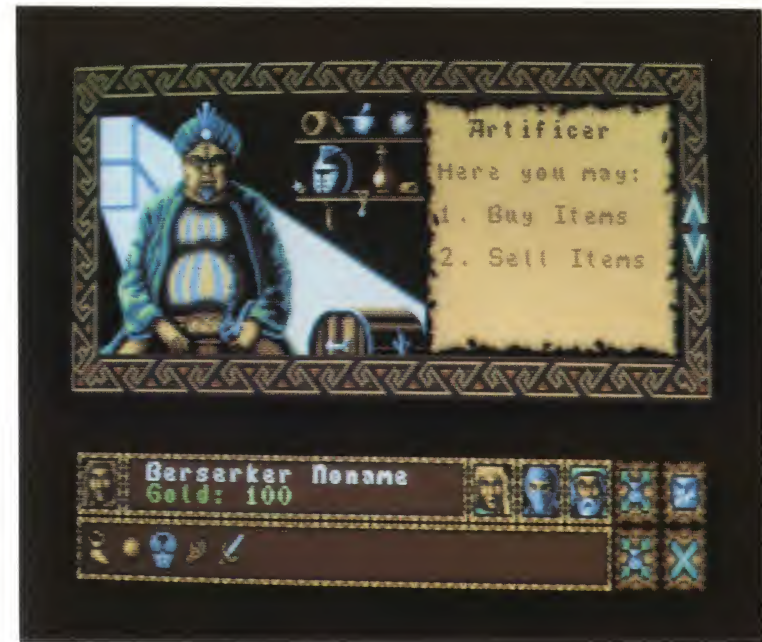 Artificer
Here you may:
1. Buy Items
2. Sell Items
Berserker Noname
Gold: 100